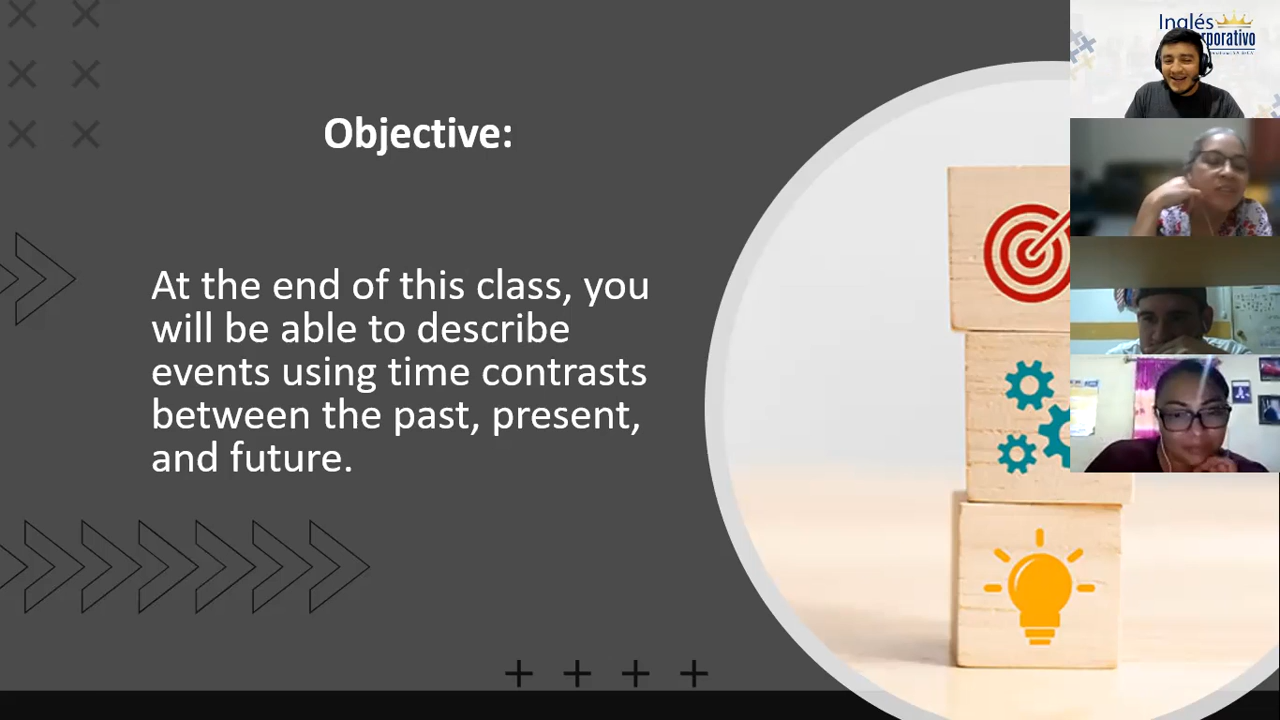 Inglés
rporativo
Objective:
At the end of this class, you
will be able to describe
events using time contrasts
between the past, present,
and future.